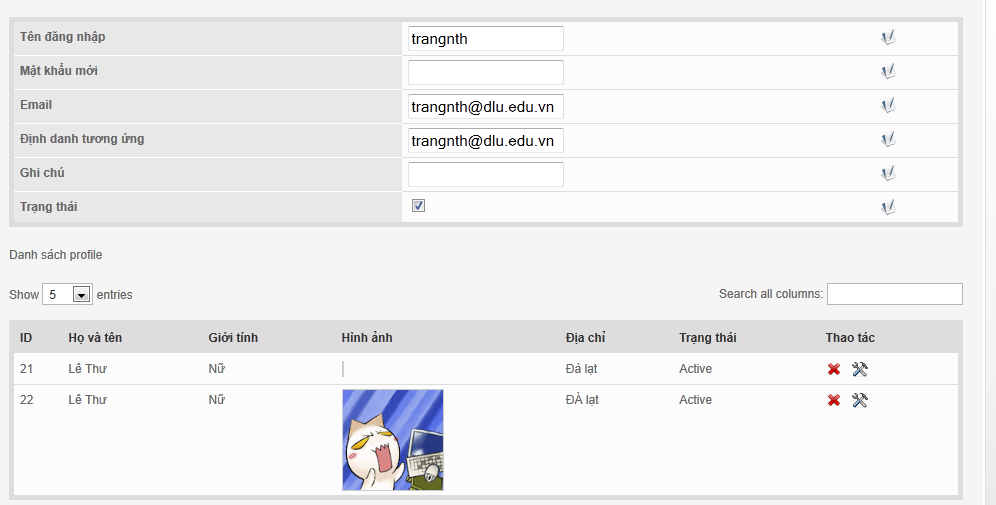 Tên đăng nhập trangnth
Mật khẩu mới
Email trangnth@dlu.edu.vn
Định danh tương ứng trangnth@dlu.edu.vn
Ghi chú
Trạng thái
Danh sách profile
Show 5 entries Search all columns:
ID Họ và tên Giới tính Hình ảnh Địa chỉ Trạng thái Thao tác
21 Lê Thư Nữ Đà lạt Active
22 Lê Thư Nữ ĐÀ lạt Active